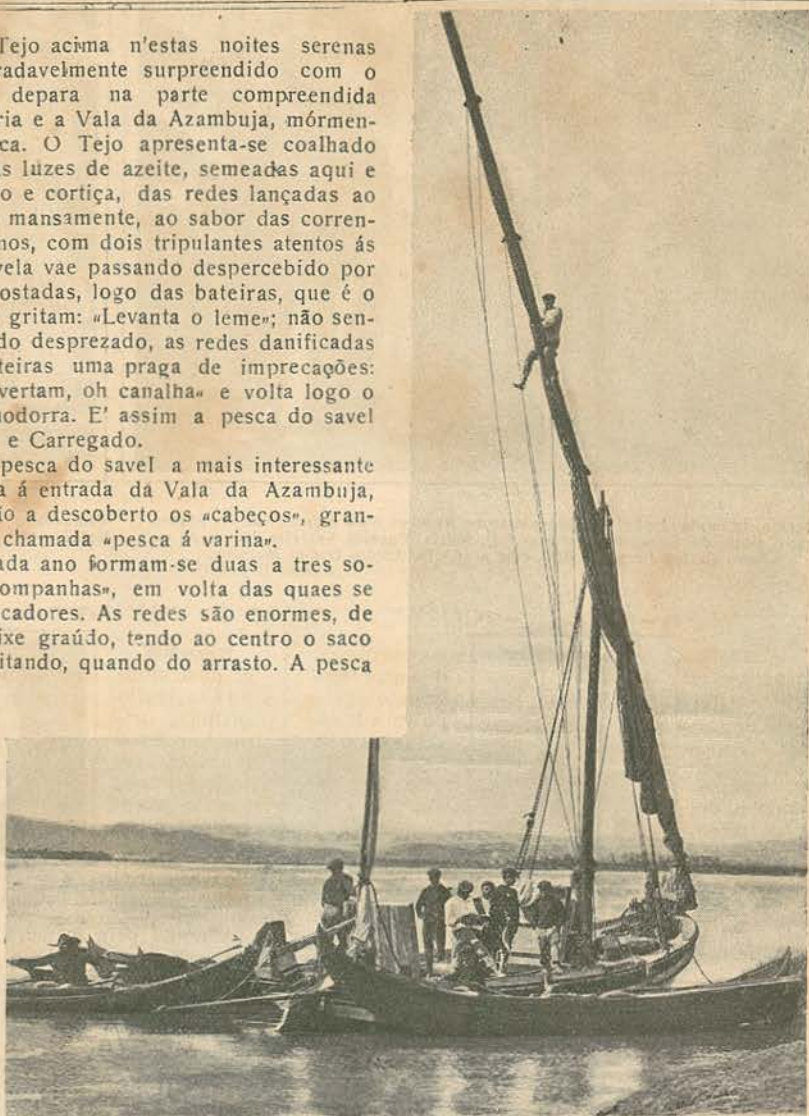 Tejo acima n'estas noites serenas
radavelmente surpreendido com o
depara na parte compreendida
ria e a Vala da Azambuja, mórmen-
ca. O Tejo apresenta-se coalhado
s luzes de azeite, semeadas aqui e
o e cortiça, das redes lançadas ao
mansamente, ao sabor das corren-
nos, com dois tripulantes atentos ás
vela vae passando despercebido por
ostadas, logo das bateiras, que é o
gritam: «Levanta o leme»; não sen-
do desprezado, as redes danificadas
teiras uma praga de imprecações:
vertam, oh canalha« e volta logo o
nodorra. E' assim a pesca do savel
e Carregado.
pesca do savel a mais interessante
a á entrada da Vala da Azambuja,
ão a descoberto os «cabeços», gran-
chamada «pesca á varina».
ada ano formam-se duas a tres so-
ompanhas», em volta das quaes se
cadores. As redes são enormes, de
ixe graúdo, tendo ao centro o saco
itando, quando do arrasto. A pesca